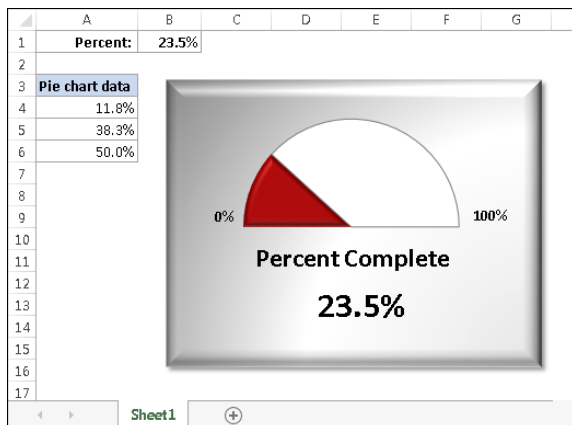 A B C D E F G
1 Percent: 23.5%
2
3 Pie chart data
4 11.8%
5 38.3%
6 50.0%
7
8
9 0% 100%
10
11 Percent Complete
12
13 23.5%
14
15
16
17
Sheet1